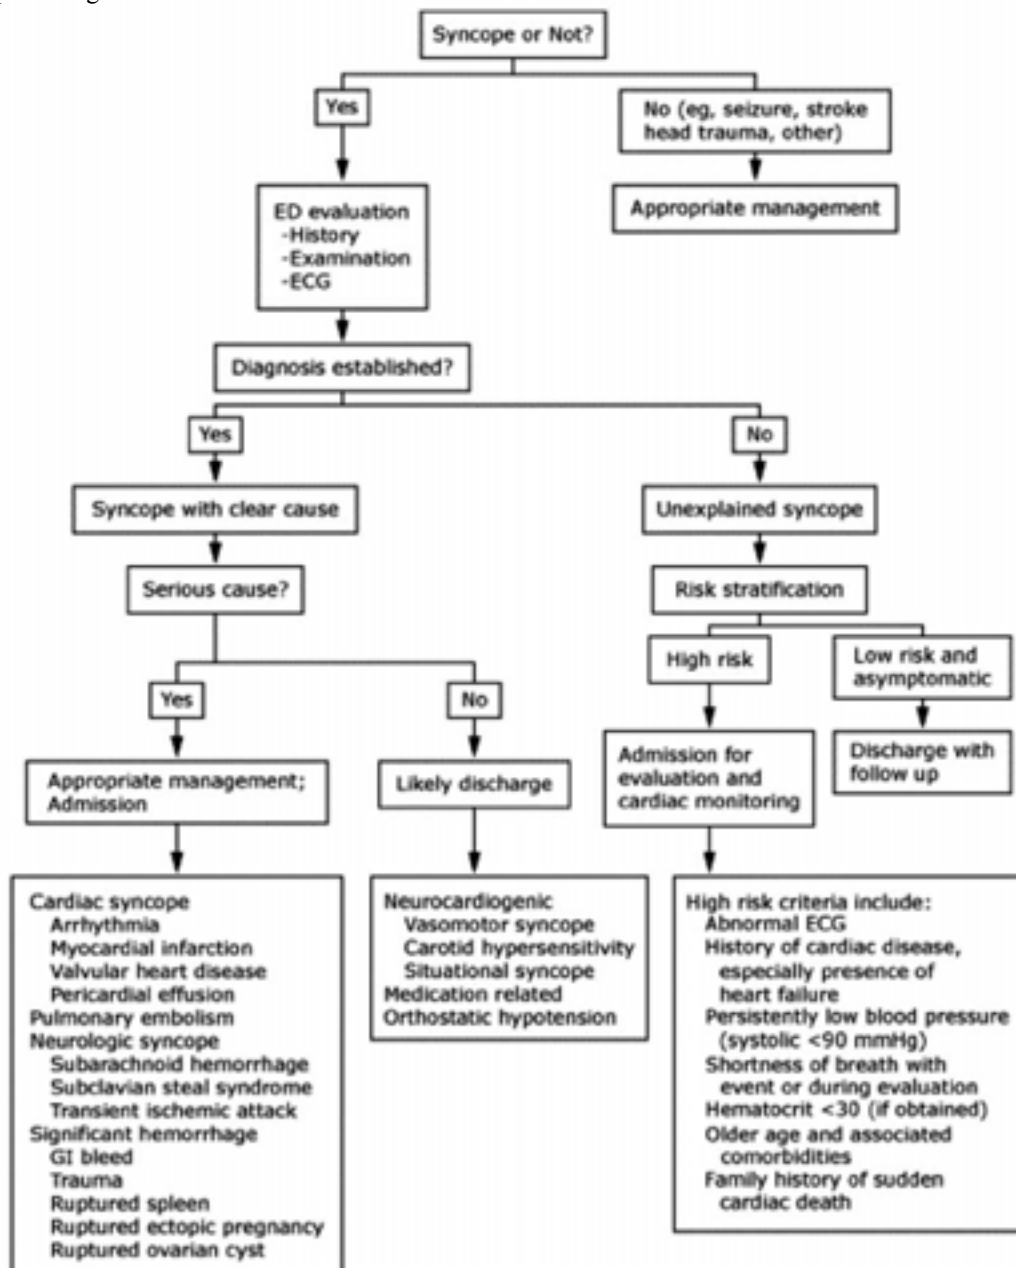 Syncope or Not?
Yes
No (eg, seizure, stroke
head trauma, other)
ED evaluation
-History
-Examination
-ECG
Appropriate management
Diagnosis established?
Yes
No
Syncope with clear cause
Unexplained syncope
Serious cause?
Risk stratification
Yes
No
High risk
Low risk and
asymptomatic
Appropriate management;
Admission
Likely discharge
Admission for
evaluation and
cardiac monitoring
Discharge with
follow up
Cardiac syncope
Arrhythmia
Myocardial infarction
Valvular heart disease
Pericardial effusion
Pulmonary embolism
Neurologic syncope
Subarachnoid hemorrhage
Subclavian steal syndrome
Transient ischemic attack
Significant hemorrhage
GI bleed
Trauma
Ruptured spleen
Ruptured ectopic pregnancy
Ruptured ovarian cyst
Neurocardiogenic
Vasomotor syncope
Carotid hypersensitivity
Situational syncope
Medication related
Orthostatic hypotension
High risk criteria include:
Abnormal ECG
History of cardiac disease,
especially presence of
heart failure
Persistently low blood pressure
(systolic <90 mmHg)
Shortness of breath with
event or during evaluation
Hematocrit <30 (if obtained)
Older age and associated
comorbidities
Family history of sudden
cardiac death